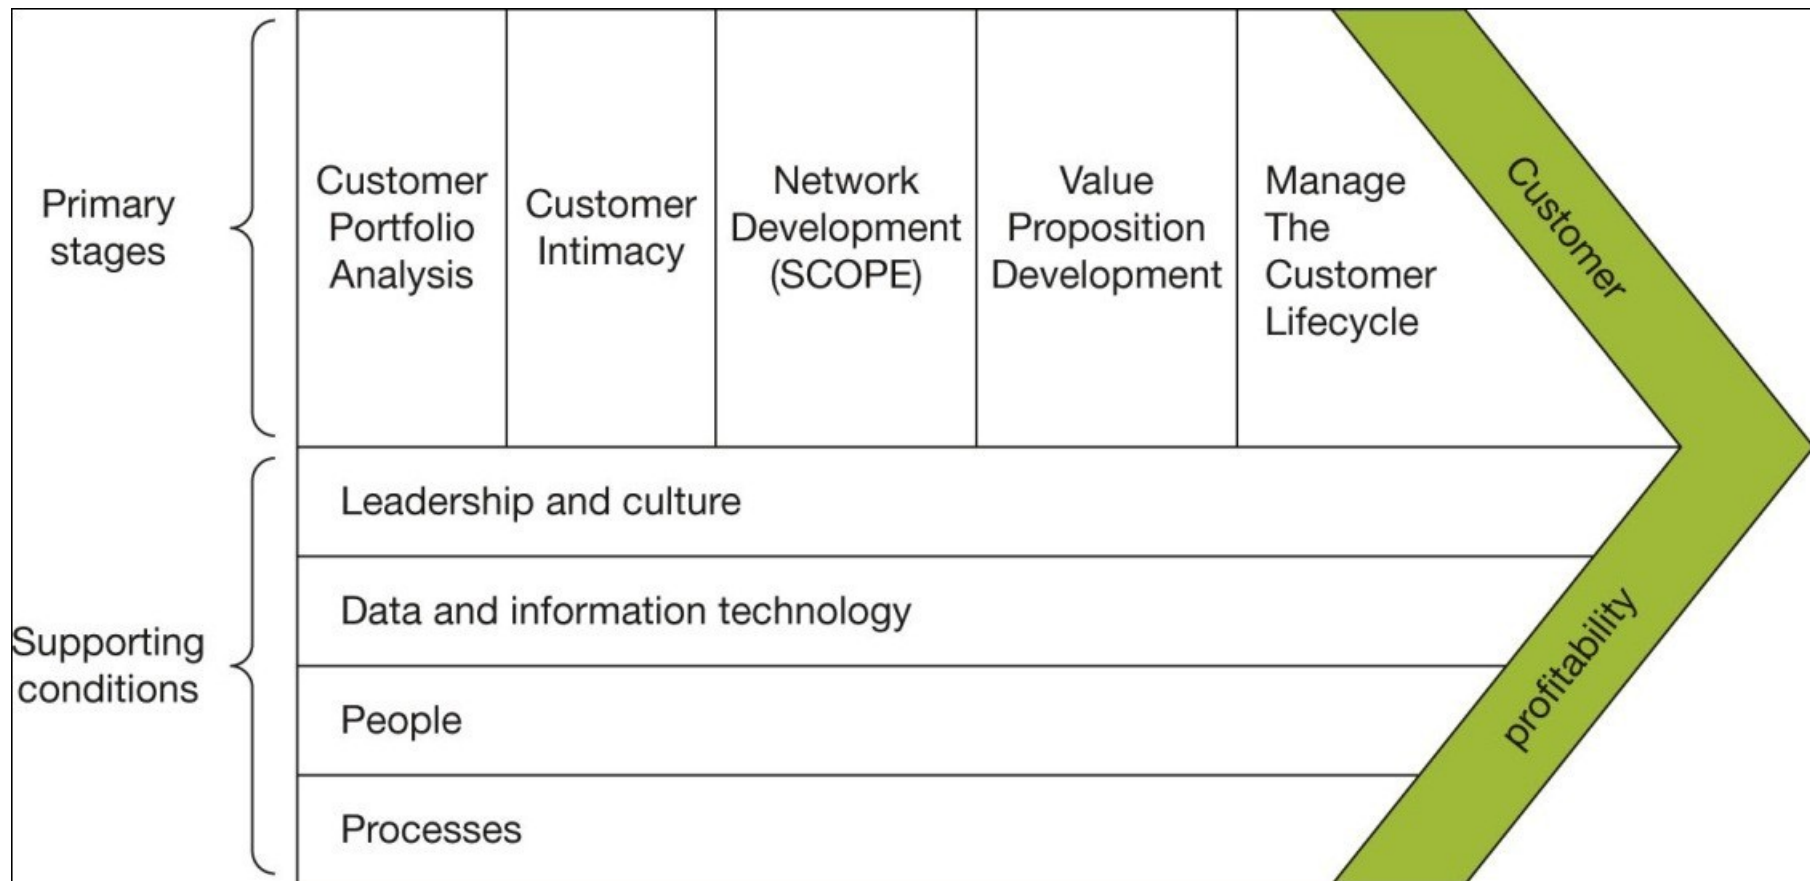 Primary
stages
Customer
Portfolio
Analysis
Customer
Intimacy
Network
Development
(SCOPE)
Value
Proposition
Development
Manage
The
Customer
Lifecycle
Customer
Supporting
conditions
Leadership and culture
Data and information technology
People
Processes
profitability